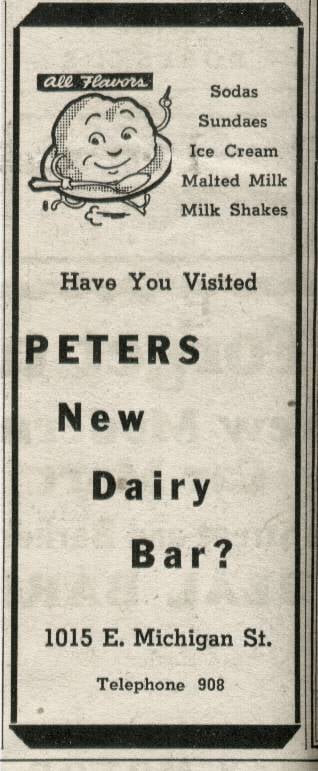 All Flavors
Sodas
Sundaes
Ice Cream
Malted Milk
Milk Shakes
Have You Visited
PETERS
New
Dairy
Bar?
1015 E. Michigan St.
Telephone 908